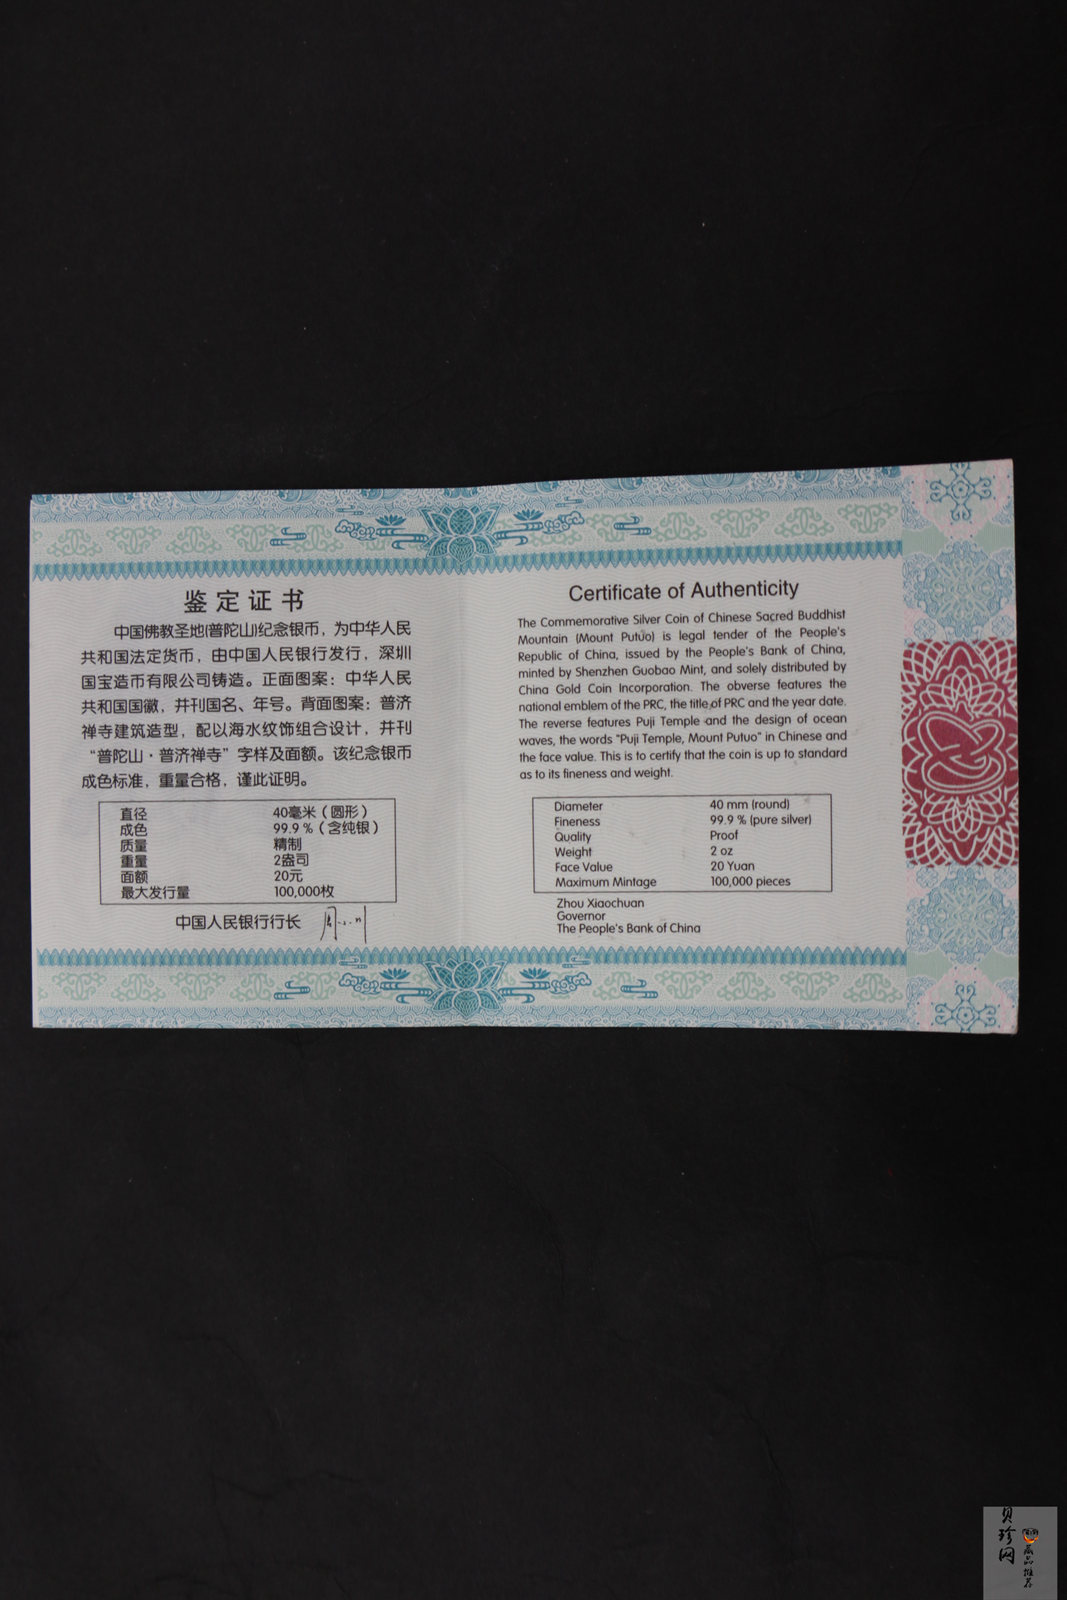 鉴定证书
中国佛教圣地(普陀山)纪念银币，为中华人民
共和国法定货币，由中国人民银行发行，深圳
国宝造币有限公司铸造。正面图案：中华人民
共和国国徽，并刊国名、年号。背面图案：普济
禅寺建筑造型，配以海水纹饰组合设计，并刊
“普陀山·普济禅寺”字样及面额。该纪念银币
成色标准，重量合格，谨此证明。
直径 40毫米（圆形）
成色 99.9％（含纯银）
质量 精制
重量 2盎司
面额 20元
最大发行量 100,000枚
中国人民银行行长
Certificate of Authenticity
The Commemorative Silver Coin of Chinese Sacred Buddhist
Mountain (Mount Putuo) is legal tender of the People's
Republic of China, issued by the People's Bank of China,
minted by Shenzhen Guobao Mint, and solely distributed by
China Gold Coin Incorporation. The obverse features the
national emblem of the PRC, the title of PRC and the year date.
The reverse features Puji Temple and the design of ocean
waves, the words "Puji Temple, Mount Putuo" in Chinese and
the face value. This is to certify that the coin is up to standard
as to its fineness and weight.
Diameter 40 mm (round)
Fineness 99.9 % (pure silver)
Quality Proof
Weight 2 oz
Face Value 20 Yuan
Maximum Mintage 100,000 pieces
Zhou Xiaochuan
Governor
The People's Bank of China
贝珍网
藏品推荐